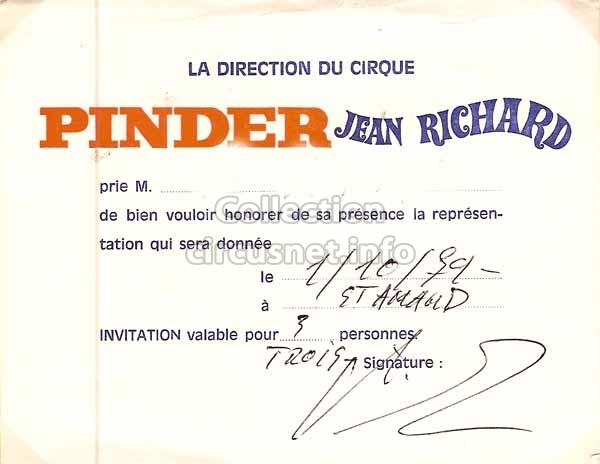 LA DIRECTION DU CIRQUE
PINDER JEAN RICHARD
prie M.
Collection
de bien vouloir honorer de sa présence la représen-
tation qui sera donnée
circusnet.info
le 1/10/79-
à ST AMAND
INVITATION valable pour 3 personnes.
TROIS Signature :